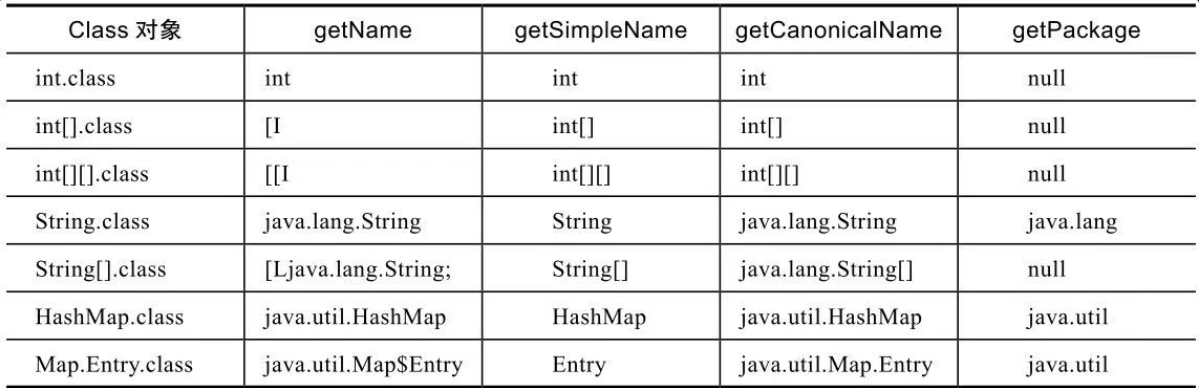 Class 对象 getName getSimpleName getCanonicalName getPackage
int.class int int int null
int[].class [I int[] int[] null
int[][].class [[I int[][] int[][] null
String.class java.lang.String String java.lang.String java.lang
String[].class [Ljava.lang.String; String[] java.lang.String[] null
HashMap.class java.util.HashMap HashMap java.util.HashMap java.util
Map.Entry.class java.util.Map$Entry Entry java.util.Map.Entry java.util